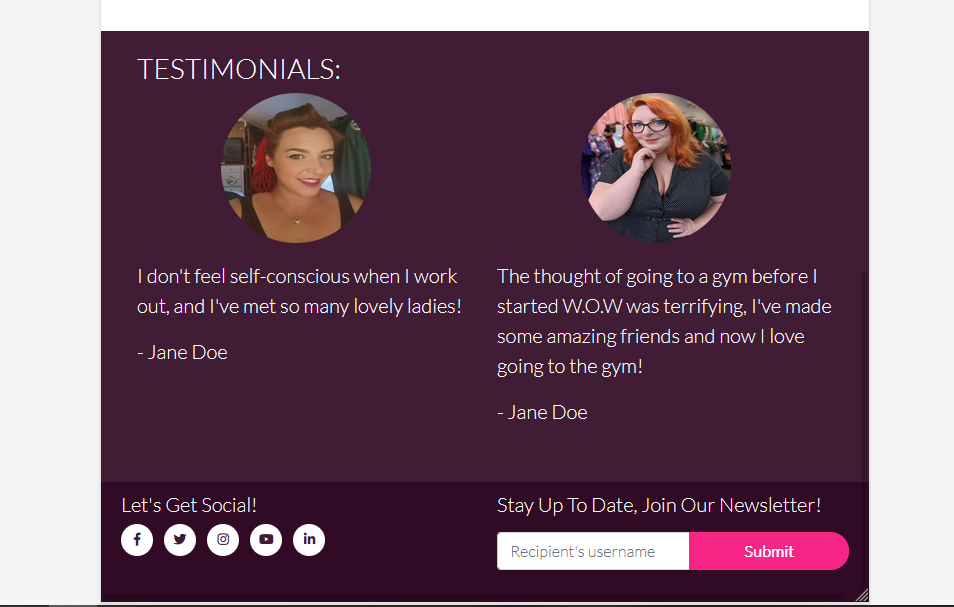 TESTIMONIALS:
I don't feel self-conscious when I work
out, and I've met so many lovely ladies!
- Jane Doe
The thought of going to a gym before I
started W.O.W was terrifying, I've made
some amazing friends and now I love
going to the gym!
- Jane Doe
Let's Get Social!
Stay Up To Date, Join Our Newsletter!
Recipient's username
Submit